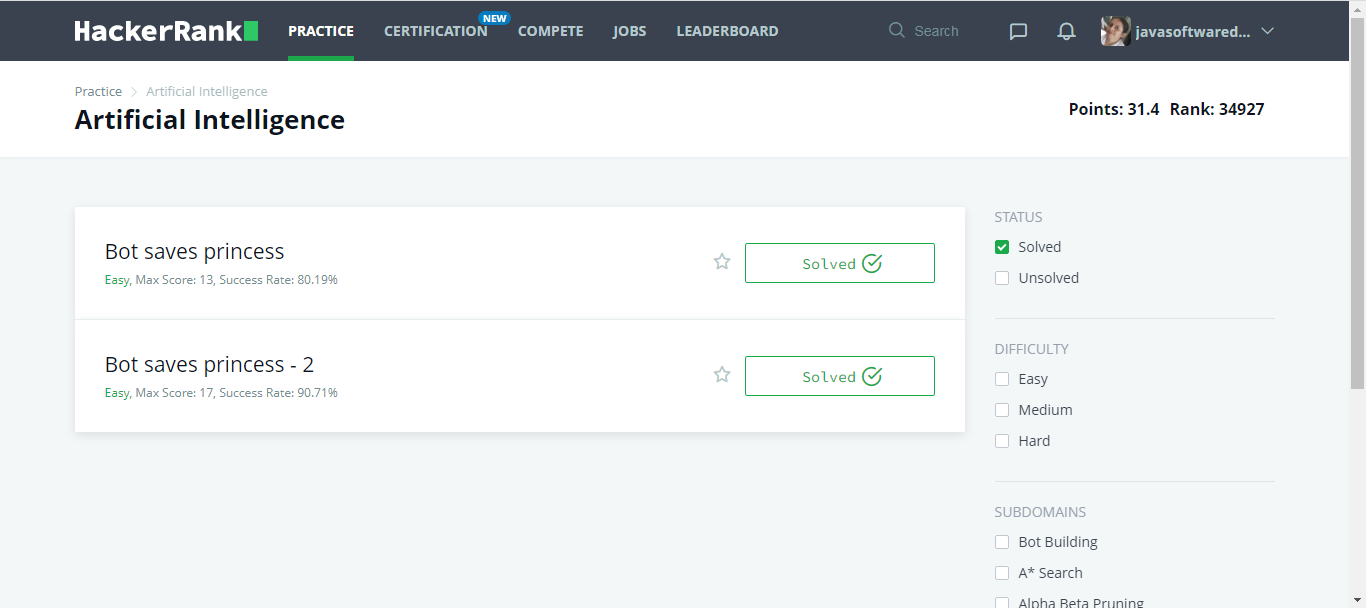 HackerRank PRACTICE CERTIFICATION NEW COMPETE JOBS LEADERBOARD Search javasoftwared...
Practice Artificial Intelligence
Artificial Intelligence
Points: 31.4 Rank: 34927
Bot saves princess
Easy, Max Score: 13, Success Rate: 80.19%
Solved
Bot saves princess - 2
Easy, Max Score: 17, Success Rate: 90.71%
Solved
STATUS
Solved
Unsolved
DIFFICULTY
Easy
Medium
Hard
SUBDOMAINS
Bot Building
A* Search
Alpha Beta Pruning